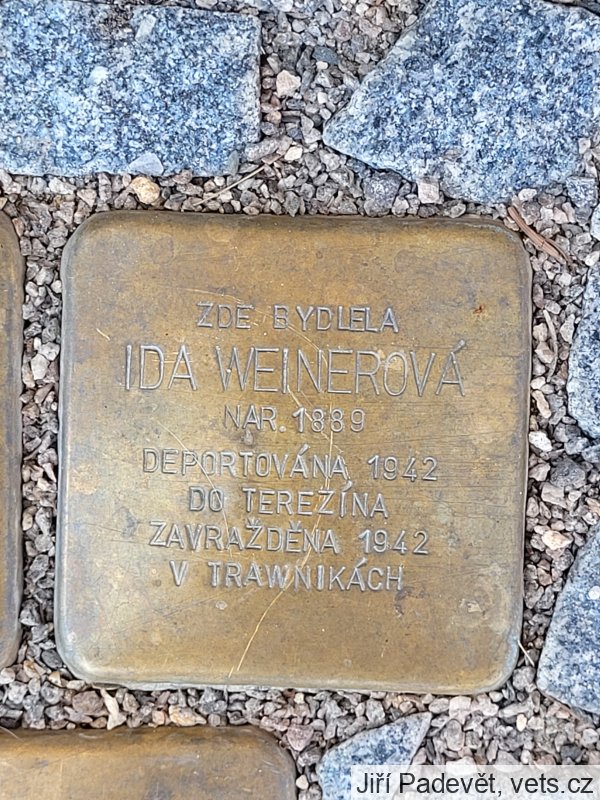 ZDE BYDLELA
IDA WEINEROVÁ
NAR. 1889
DEPORTOVÁNA 1942
DO TEREZÍNA
ZAVRAŽDĚNA 1942
V TRAWNIKÁCH
Jiří Padevět, vets.cz